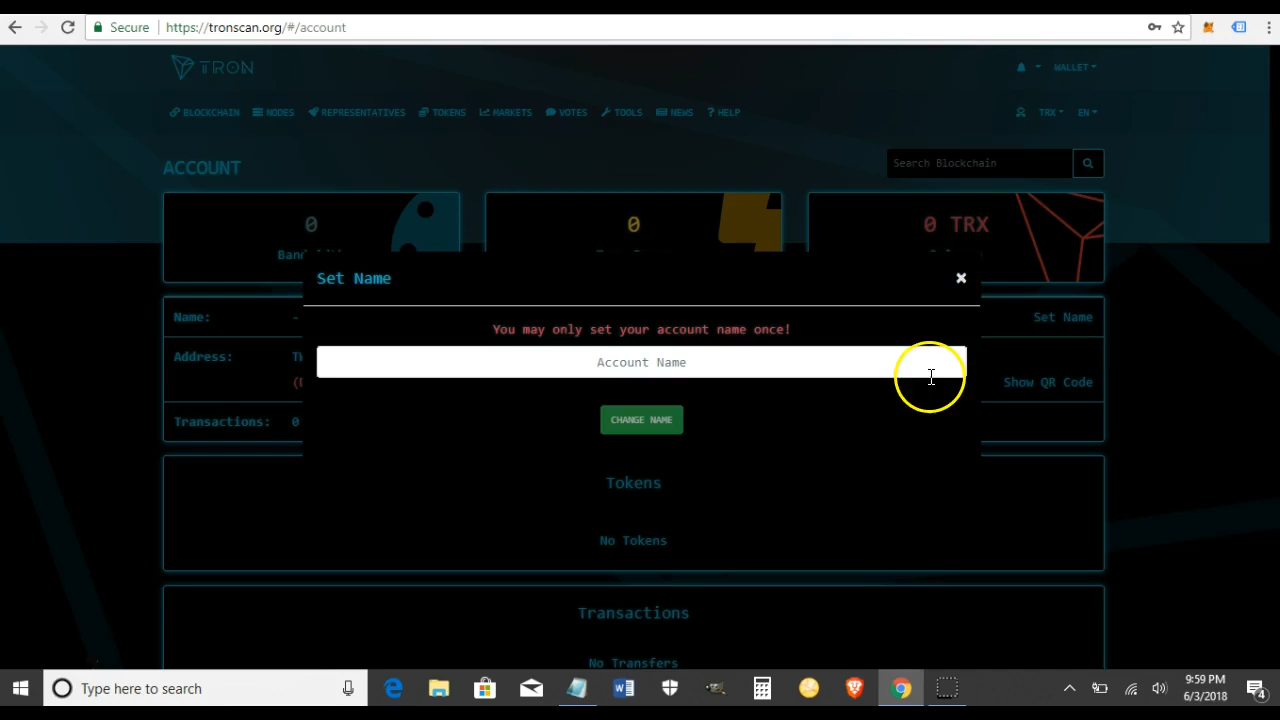 Secure
https://tronscan.org/#/account
TRON
WALLET
BLOCKCHAIN NODES REPRESENTATIVES TOKENS MARKETS VOTES TOOLS NEWS ? HELP
TRX EN
ACCOUNT
Search Blockchain
0
0
0 TRX
Set Name
×
Name: -
Set Name
You may only set your account name once!
Address:
Account Name
Show QR Code
Transactions: 0
CHANGE NAME
Tokens
No Tokens
Transactions
No Transfers
Type here to search
9:59 PM
6/3/2018
4